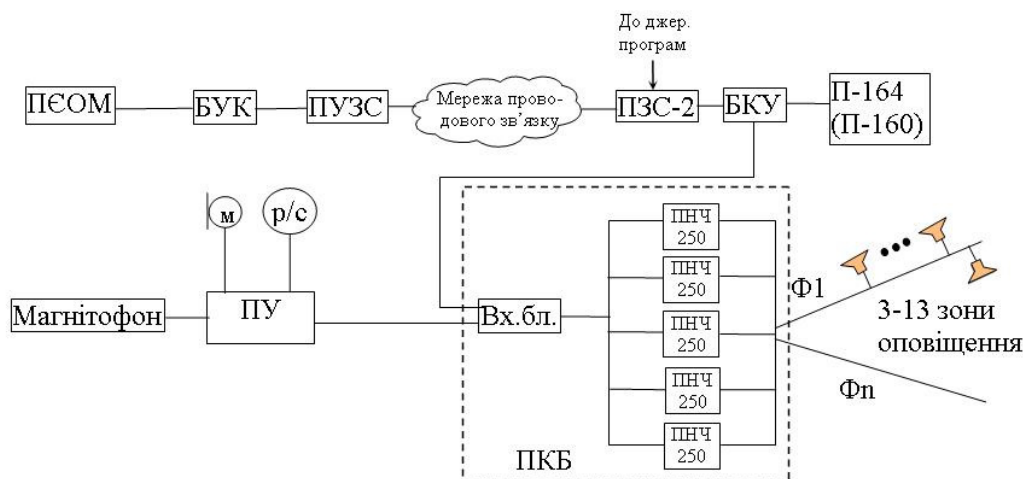 До джер.
програм
ПЄОМ
БУК
ПУЗС
Мережа прово-
дового зв’язку
ПЗС-2
БКУ
П-164
(П-160)
м
р/с
Магнітофон
ПУ
Вх.бл.
ПНЧ
250
ПНЧ
250
ПНЧ
250
ПНЧ
250
ПНЧ
250
ПКБ
Ф1
3-13 зони
оповіщення
Фn